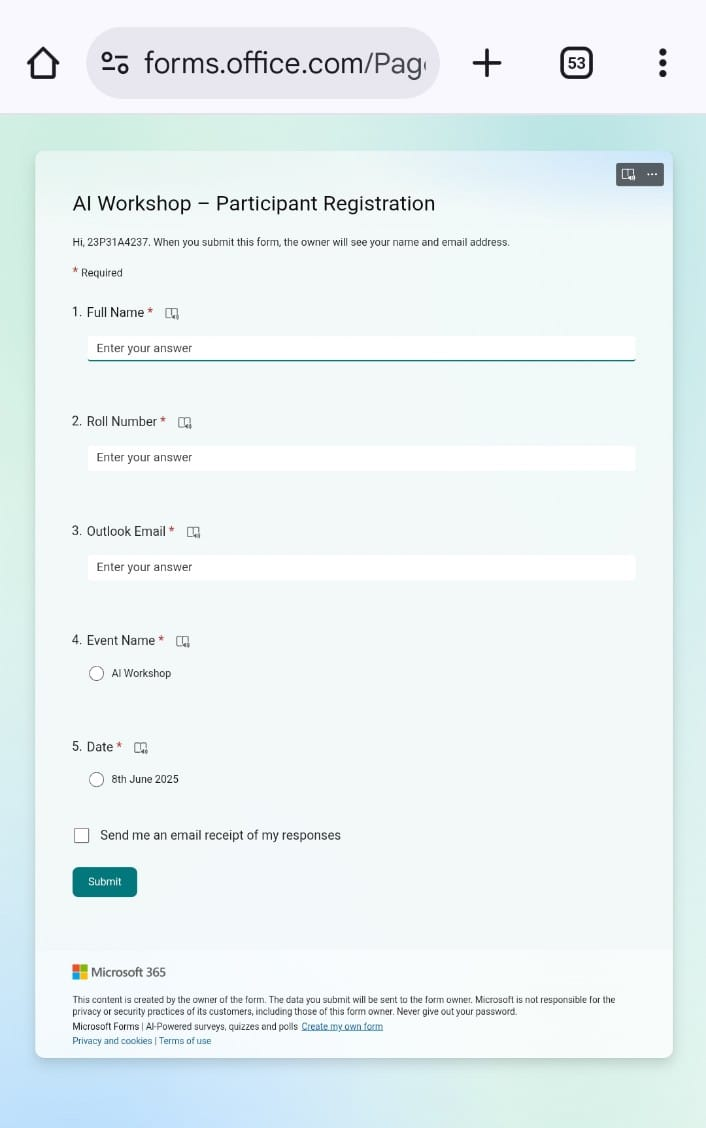 forms.office.com/Pag
53
AI Workshop – Participant Registration
Hi, 23P31A4237. When you submit this form, the owner will see your name and email address.
* Required
1. Full Name *
Enter your answer
2. Roll Number *
Enter your answer
3. Outlook Email *
Enter your answer
4. Event Name *
AI Workshop
5. Date *
8th June 2025
Send me an email receipt of my responses
Submit
Microsoft 365
This content is created by the owner of the form. The data you submit will be sent to the form owner. Microsoft is not responsible for the
privacy or security practices of its customers, including those of this form owner. Never give out your password.
Microsoft Forms | AI-Powered surveys, quizzes and polls Create my own form
Privacy and cookies | Terms of use